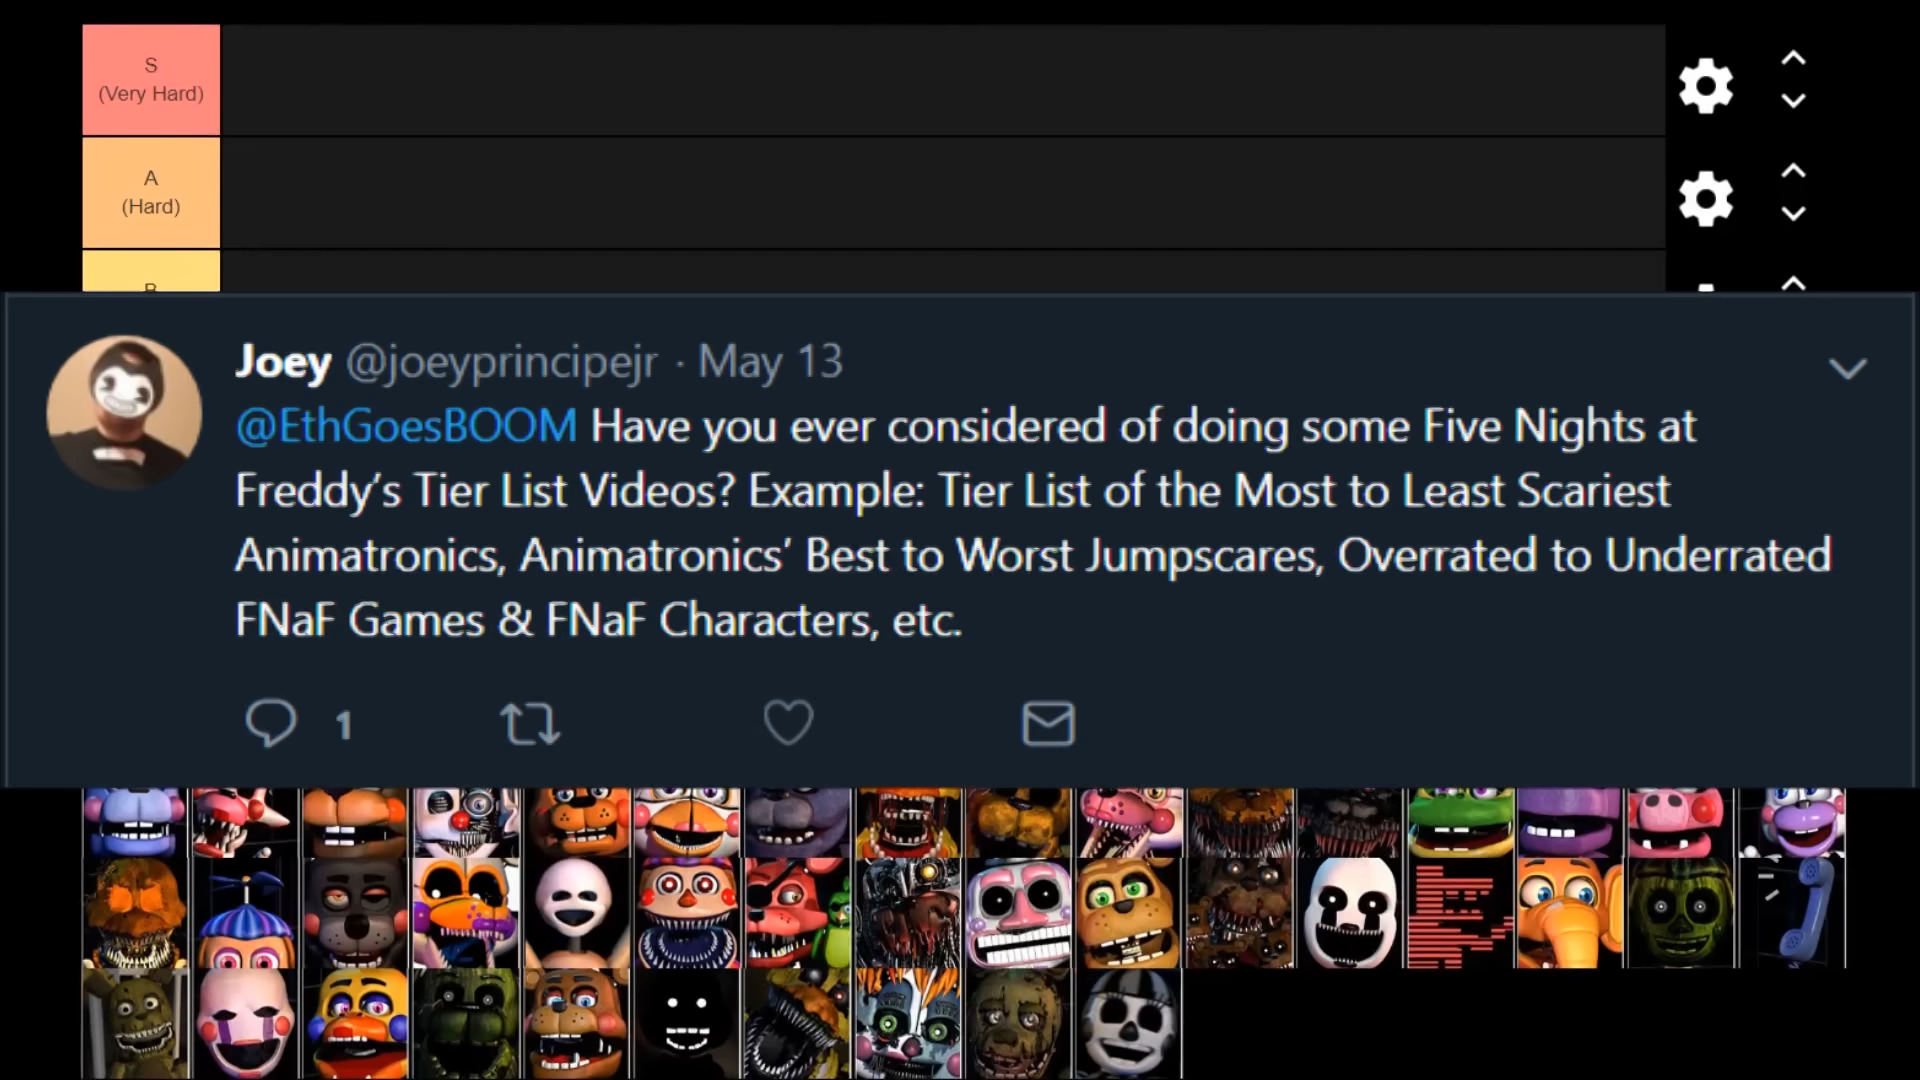 S
(Very Hard)
A
(Hard)
B
Joey @joeyprincipejr · May 13
@EthGoesBOOM Have you ever considered of doing some Five Nights at
Freddy’s Tier List Videos? Example: Tier List of the Most to Least Scariest
Animatronics, Animatronics’ Best to Worst Jumpscares, Overrated to Underrated
FNaF Games & FNaF Characters, etc.
1